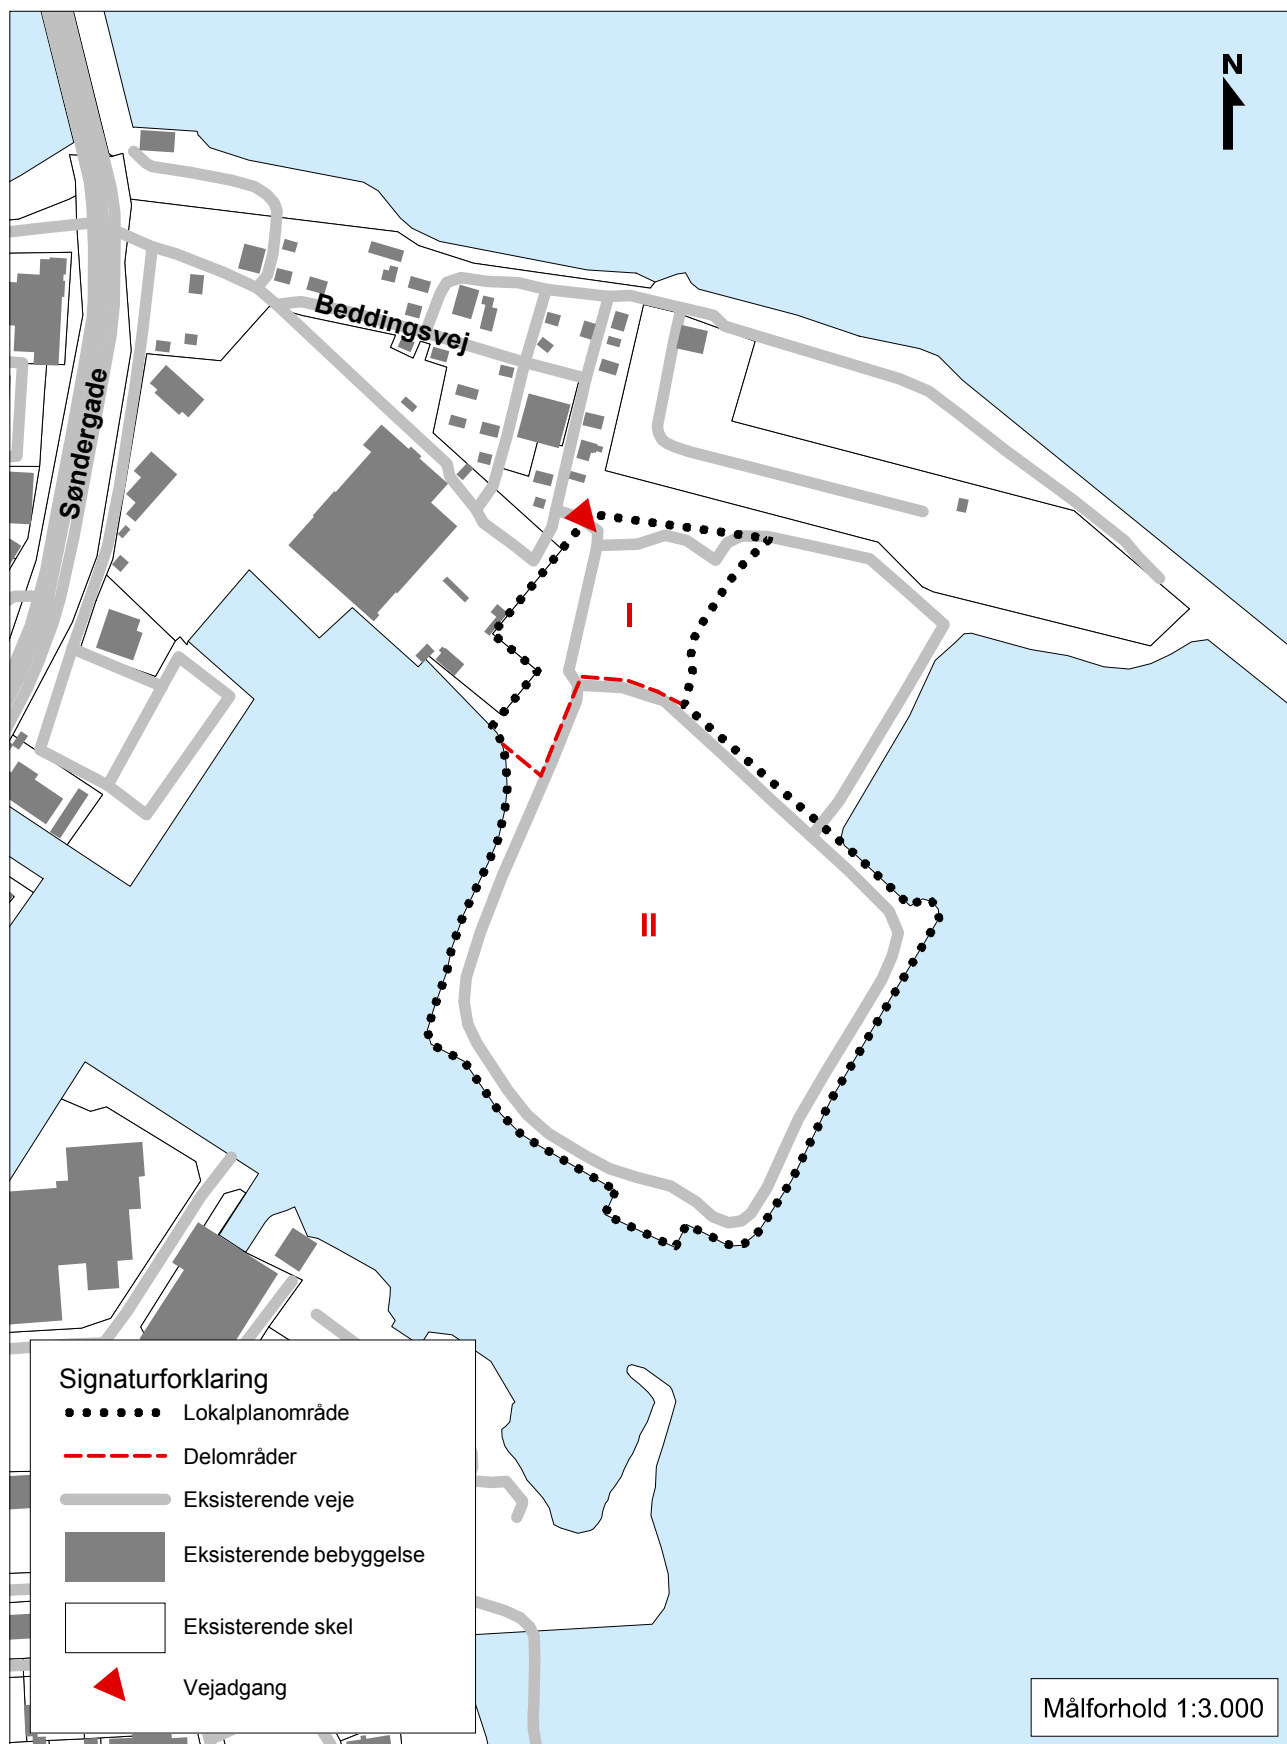 N
Beddingsvej
Søndergade
I
II
Signaturforklaring
Lokalplanområde
Delområder
Eksisterende veje
Eksisterende bebyggelse
Eksisterende skel
Vejadgang
Målforhold 1:3.000